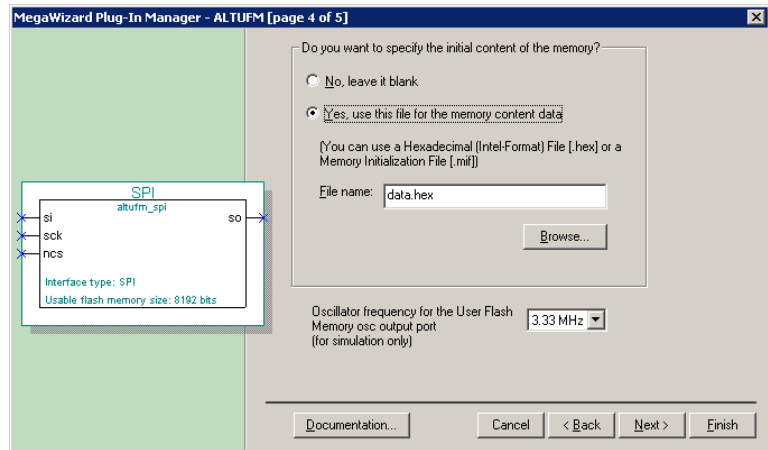 MegaWizard Plug-In Manager - ALTUFM [page 4 of 5]
Do you want to specify the initial content of the memory?
No, leave it blank
Yes, use this file for the memory content data
(You can use a Hexadecimal (Intel-Format) File [.hex] or a
Memory Initialization File [.mif])
File name: data.hex
Browse...
SPI
altufm_spi
si so
sck
ncs
Interface type: SPI
Usable flash memory size: 8192 bits
Oscillator frequency for the User Flash
Memory osc output port
(for simulation only)
3.33 MHz
Documentation... Cancel < Back Next > Finish